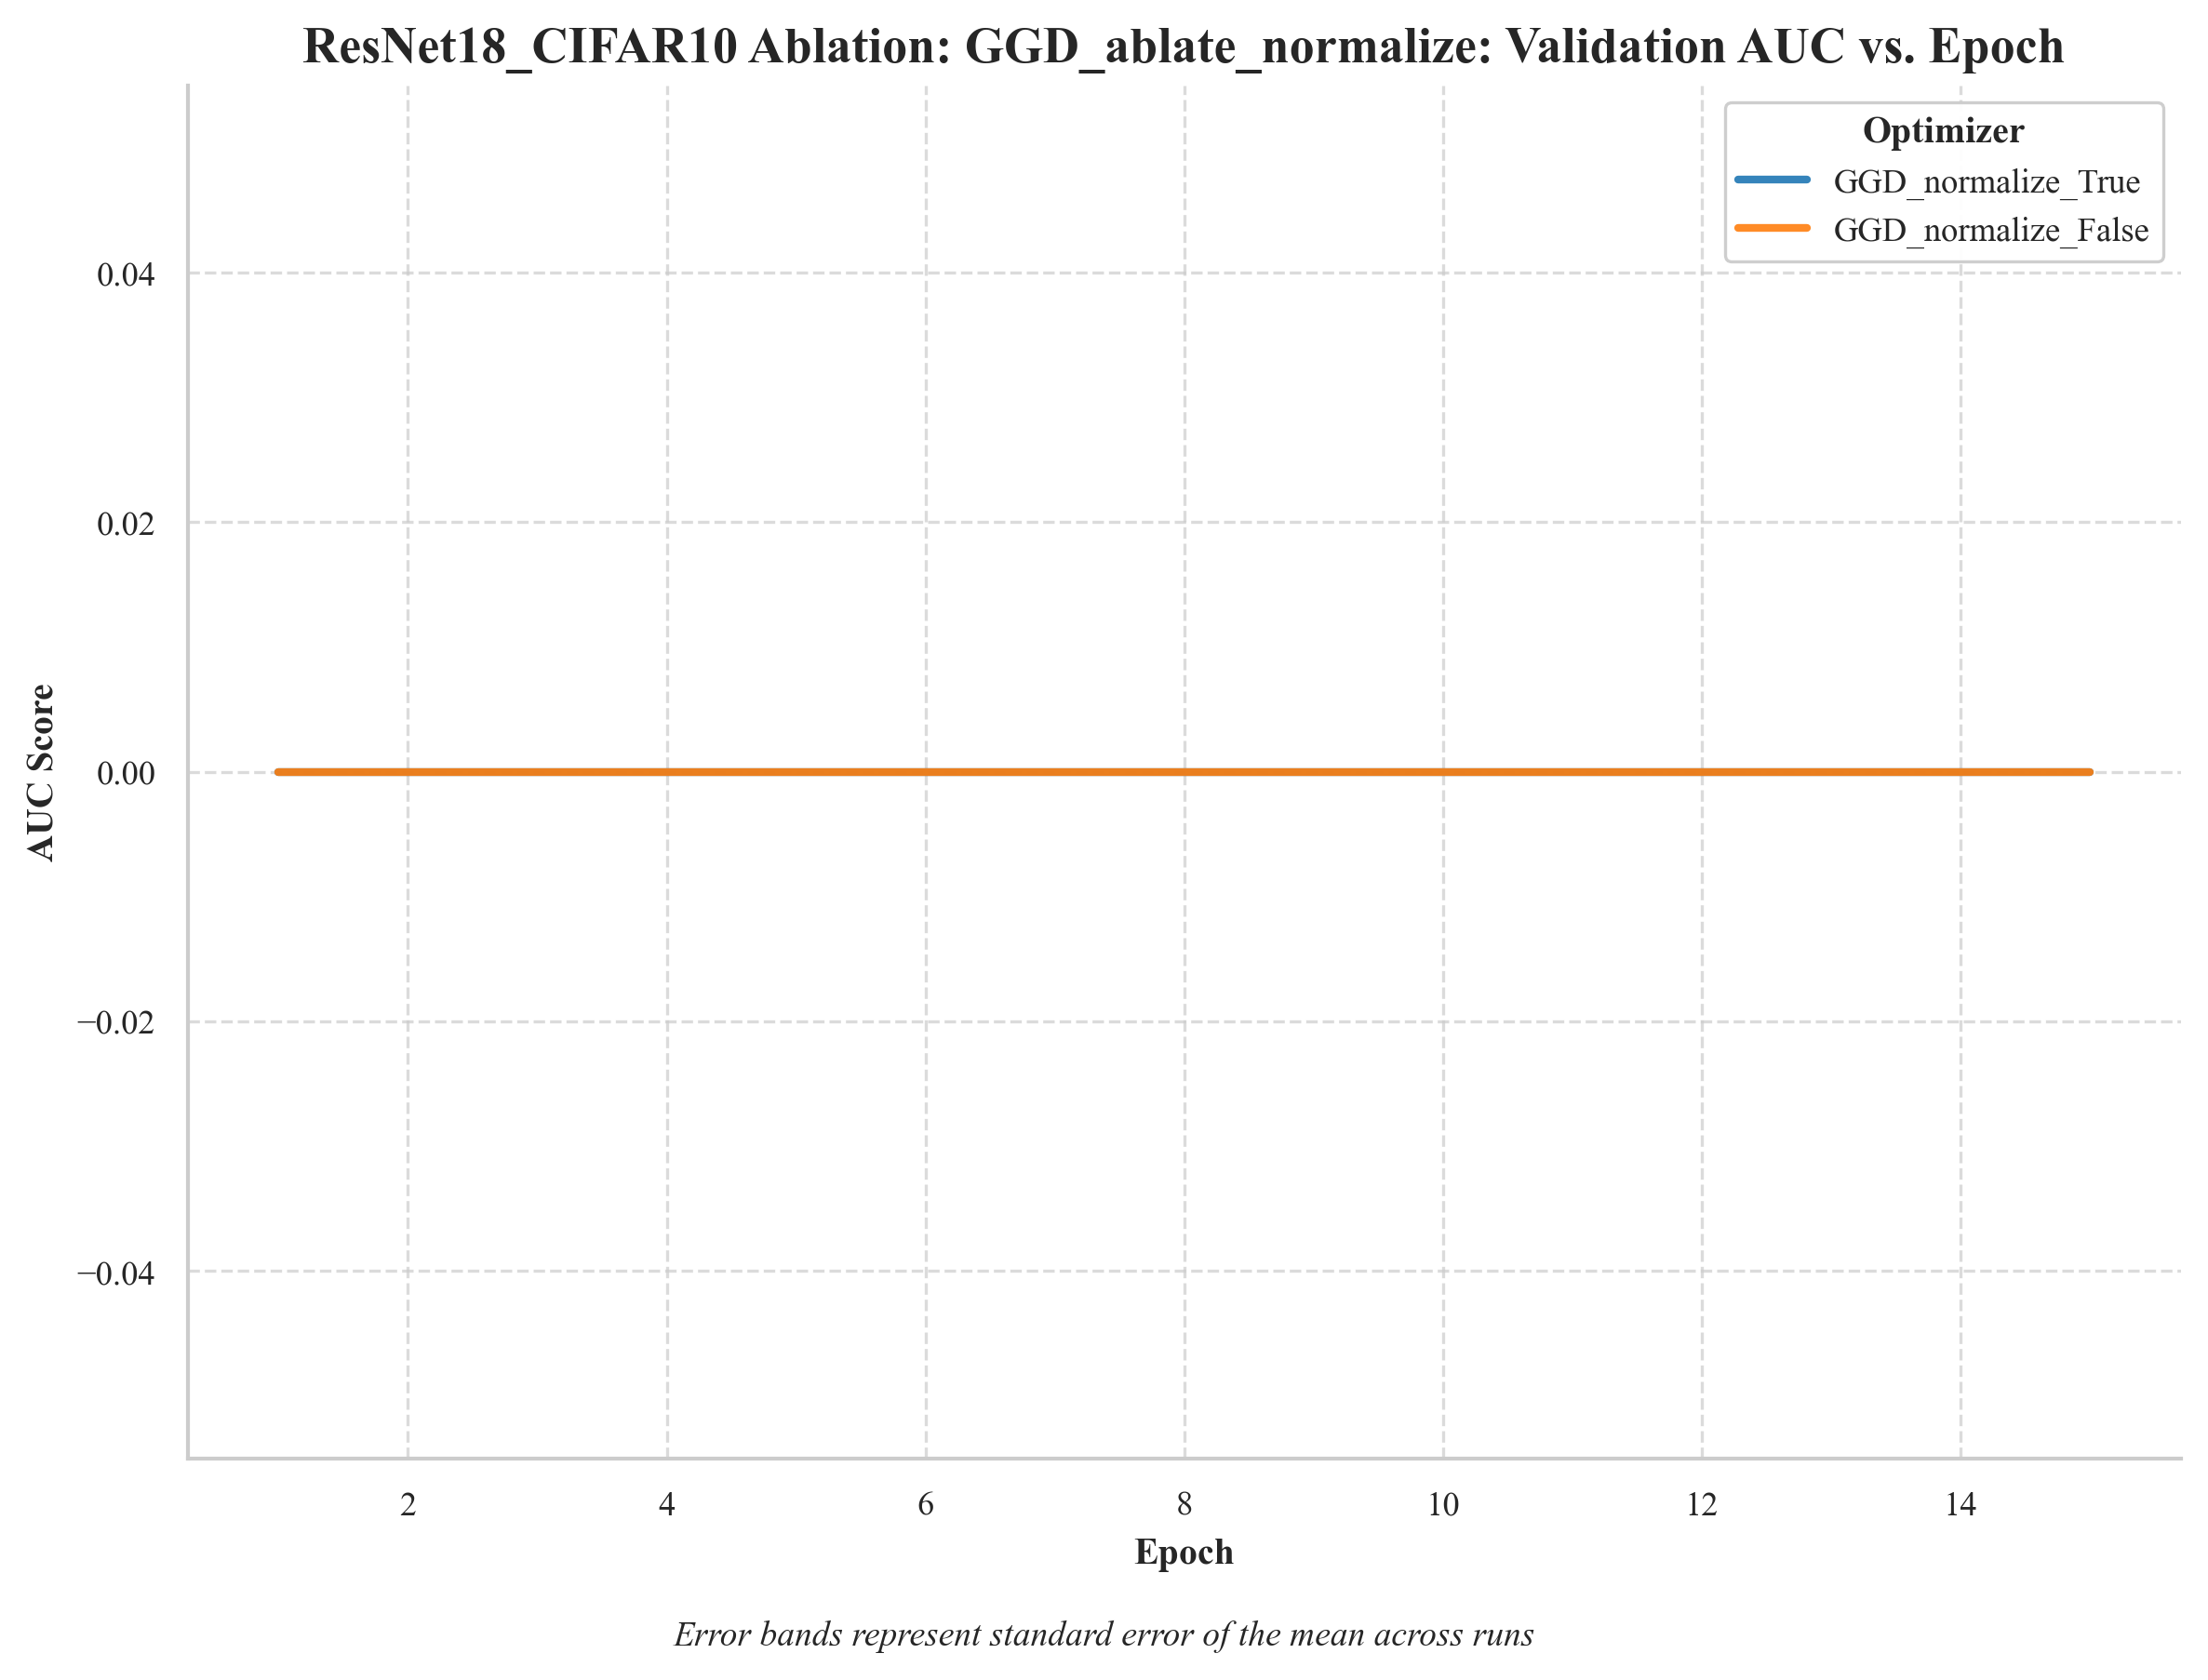 ResNet18_CIFAR10 Ablation: GGD_ablate_normalize: Validation AUC vs. Epoch
Optimizer
GGD_normalize_True
GGD_normalize_False
0.04
0.02
0.00
−0.02
−0.04
AUC Score
2 4 6 8 10 12 14
Epoch
Error bands represent standard error of the mean across runs